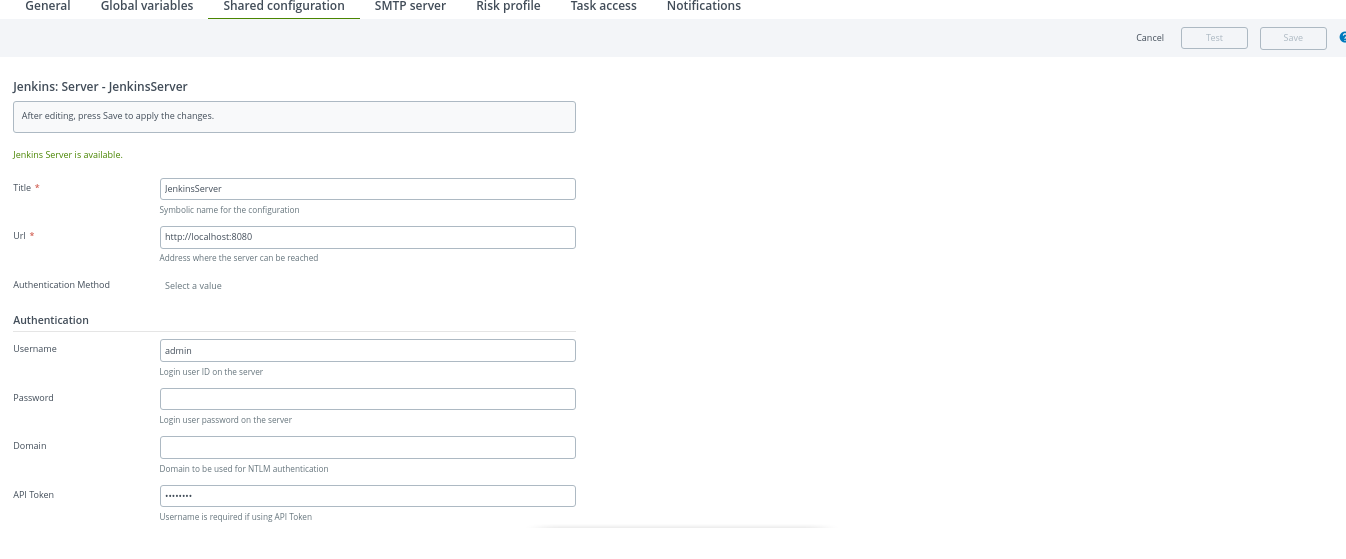 General Global variables Shared configuration SMTP server Risk profile Task access Notifications
Cancel Test Save ?
Jenkins: Server - JenkinsServer
After editing, press Save to apply the changes.
Jenkins Server is available.
Title * JenkinsServer
Symbolic name for the configuration
Url * http://localhost:8080
Address where the server can be reached
Authentication Method Select a value
Authentication
Username admin
Login user ID on the server
Password
Login user password on the server
Domain
Domain to be used for NTLM authentication
API Token ••••••••
Username is required if using API Token